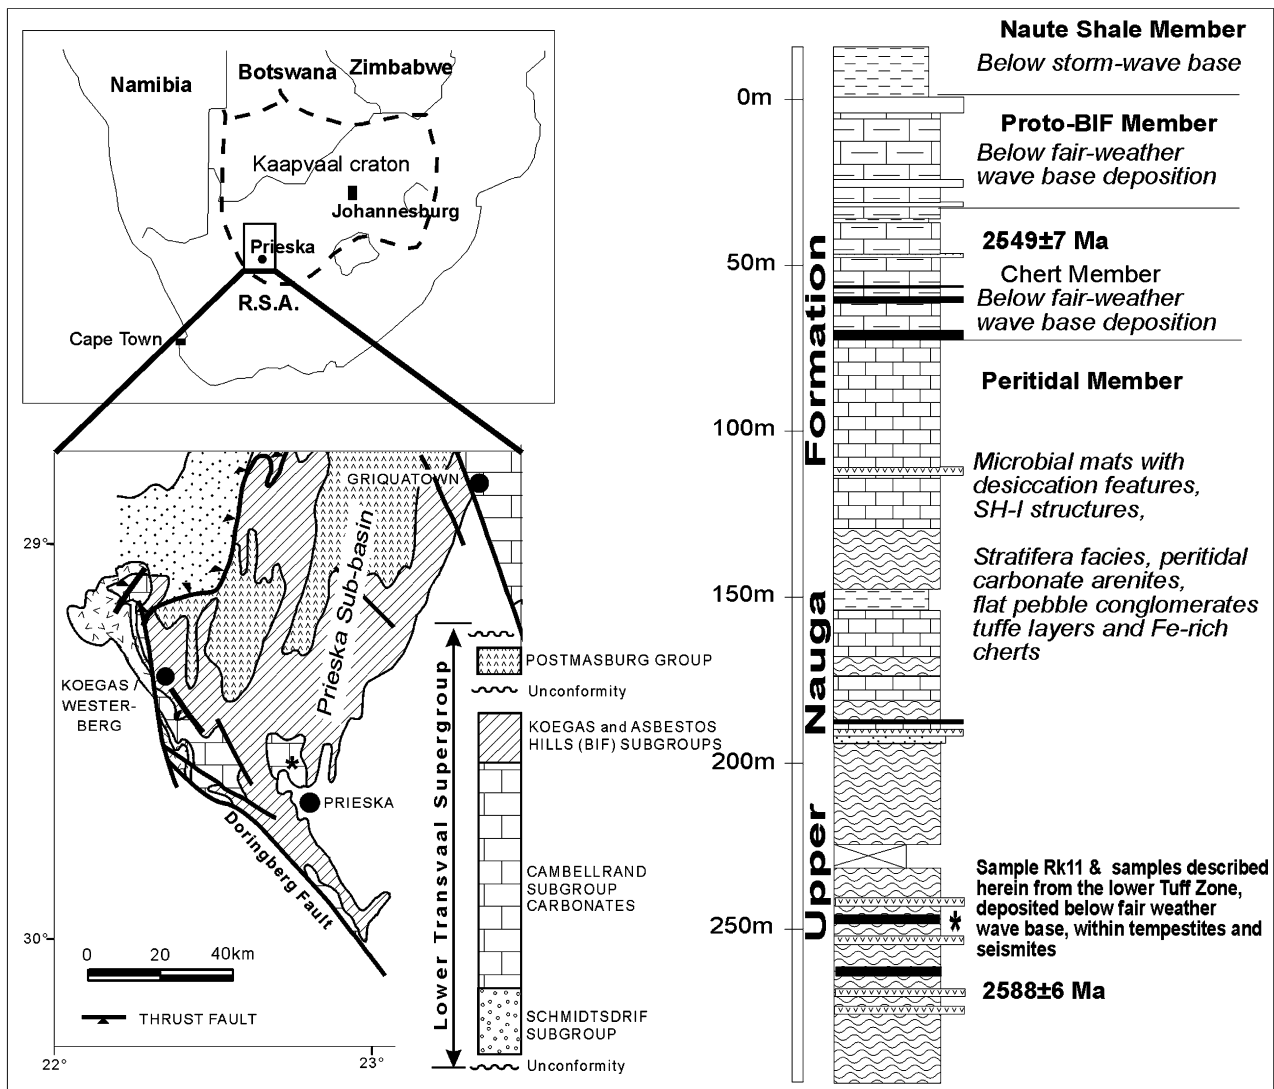 Namibia
Botswana
Zimbabwe
Kaapvaal craton
Johannesburg
Prieska
R.S.A.
Cape Town
GRIQUATOWN
29°
Prieska Sub-basin
KOEGAS /
WESTER-
BERG
*
PRIESKA
Doringberg Fault
30°
0 20 40km
THRUST FAULT
22°
23°
Lower Transvaal Supergroup
POSTMASBURG GROUP
Unconformity
KOEGAS and ASBESTOS
HILLS (BIF) SUBGROUPS
CAMBELLRAND
SUBGROUP
CARBONATES
SCHMIDTSDRIF
SUBGROUP
Unconformity
Upper Nauga Formation
0m
50m
100m
150m
200m
250m
Naute Shale Member
Below storm-wave base
Proto-BIF Member
Below fair-weather
wave base deposition
2549±7 Ma
Chert Member
Below fair-weather
wave base deposition
Peritidal Member
Microbial mats with
desiccation features,
SH-I structures,
Stratifera facies, peritidal
carbonate arenites,
flat pebble conglomerates
tuffe layers and Fe-rich
cherts
Sample Rk11 & samples described
herein from the lower Tuff Zone,
deposited below fair weather
wave base, within tempestites and
seismites
*
2588±6 Ma